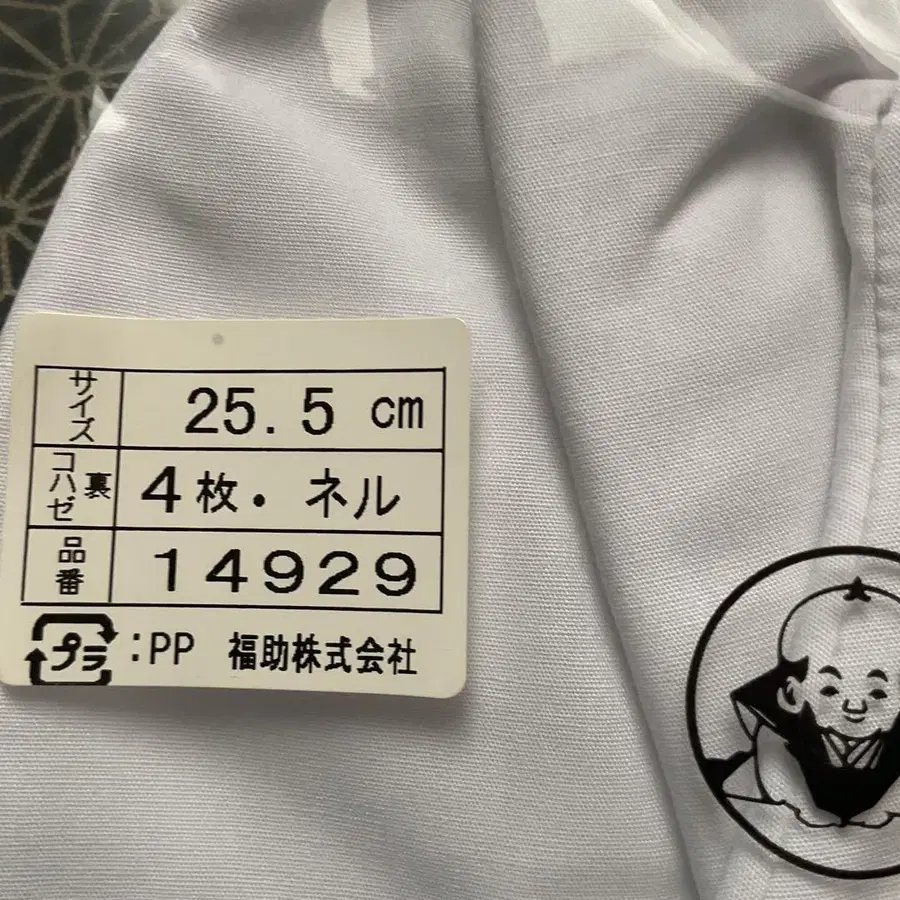 サイズ 25.5 cm
コハゼ 裏 4枚・ネル
品番 14929
プラ :PP 福助株式会社